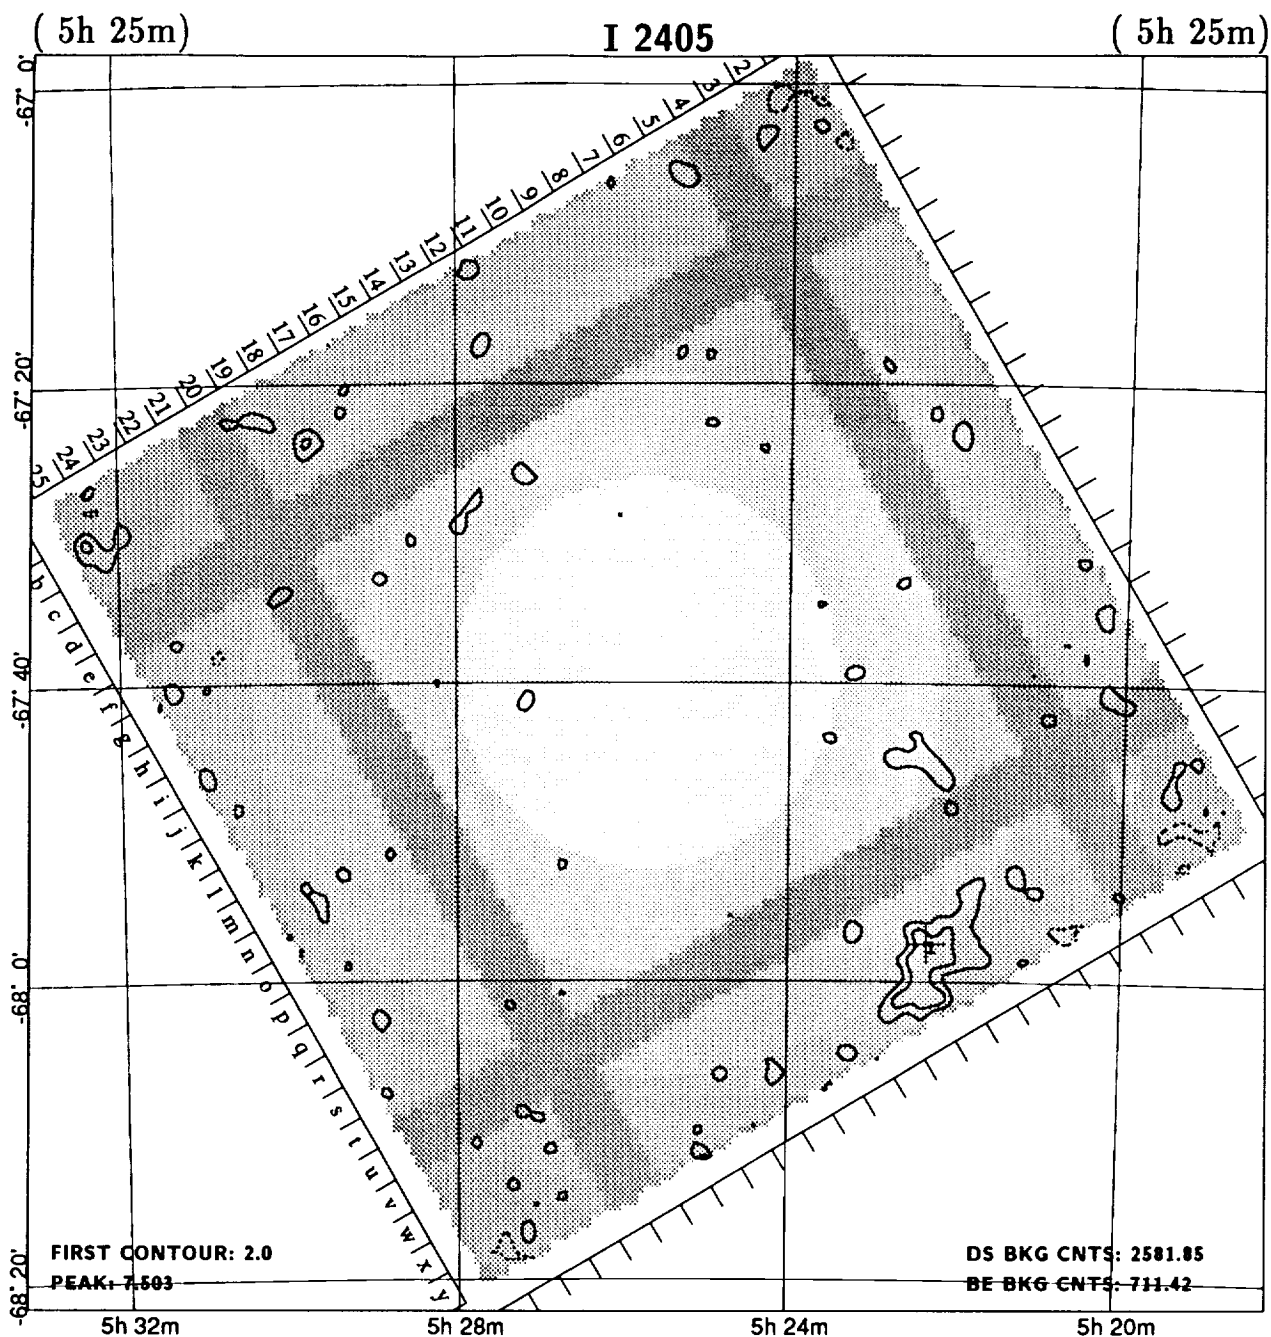 ( 5h 25m)
I 2405
( 5h 25m)
-67° 0'
-67° 20'
-67° 40'
-68° 0'
-68° 20'
2
3
4
5
6
7
8
9
10
11
12
13
14
15
16
17
18
19
20
21
22
23
24
25
b
c
d
e
f
g
h
i
j
k
l
m
n
o
p
q
r
s
t
u
v
w
x
y
FIRST CONTOUR: 2.0
PEAK: 7.503
DS BKG CNTS: 2581.85
BE BKG CNTS: 711.42
5h 32m
5h 28m
5h 24m
5h 20m